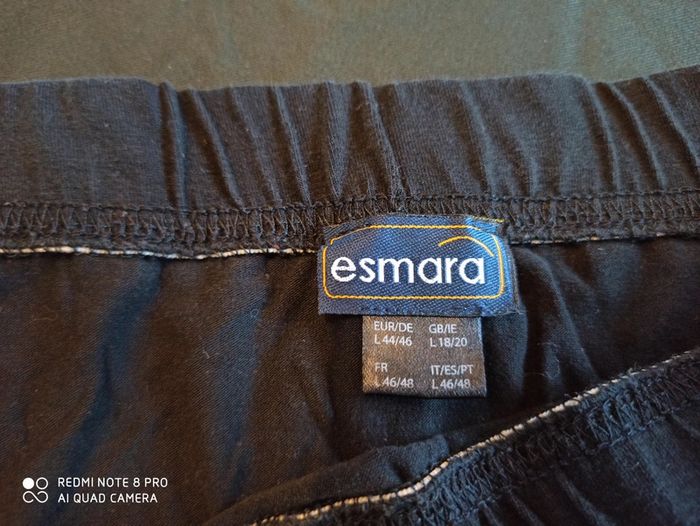 esmara
EUR/DE GB/IE
L 44/46 L 18/20
FR IT/ES/PT
L 46/48 L 46/48
REDMI NOTE 8 PRO
AI QUAD CAMERA